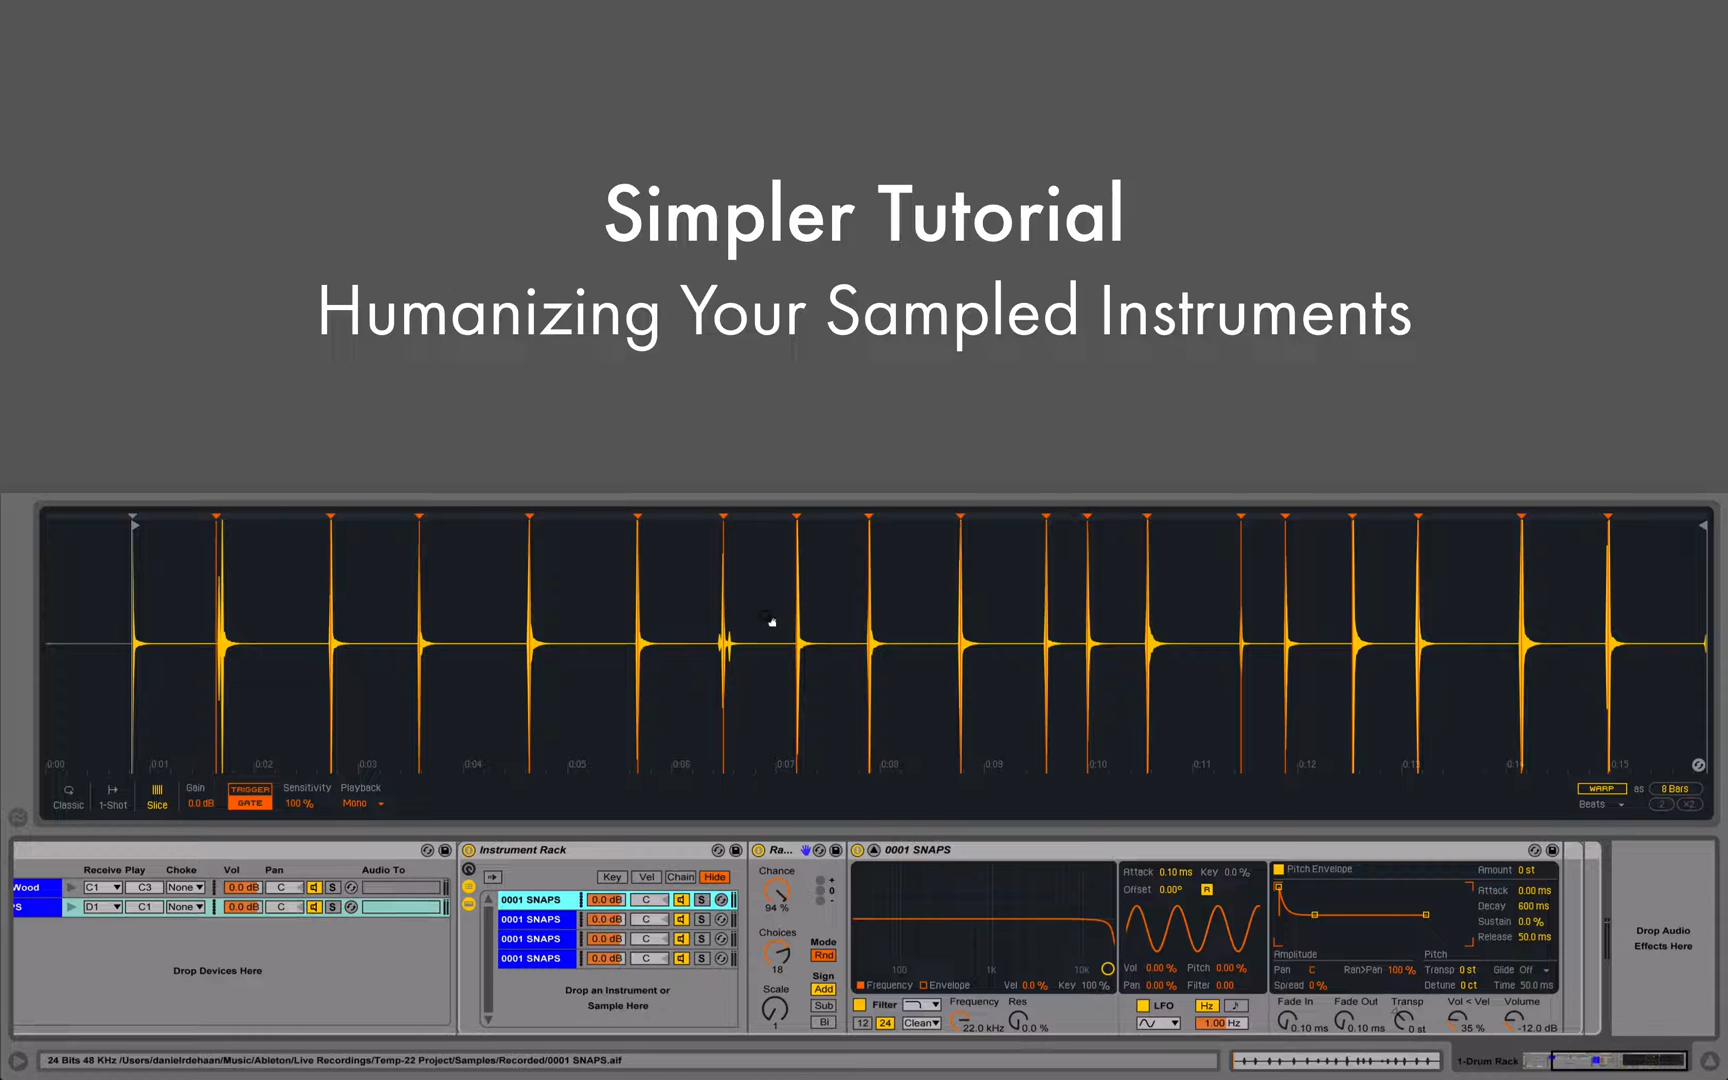 Simpler Tutorial
Humanizing Your Sampled Instruments
0:00 0:01 0:02 0:03 0:04 0:05 0:06 0:07 0:08 0:09 0:10 0:11 0:12 0:13 0:14 0:15
Classic 1-Shot Slice
Gain 0.0 dB
TRIGGER
GATE
Sensitivity 100 %
Playback Mono
WARP as 8 Bars
Beats :2 ×2
Receive Play Choke Vol Pan Audio To
Wood C1 C3 None 0.0 dB C S
PS D1 C1 None 0.0 dB C S
Drop Devices Here
Instrument Rack
Key Vel Chain Hide
0001 SNAPS 0.0 dB C S
0001 SNAPS 0.0 dB C S
0001 SNAPS 0.0 dB C S
0001 SNAPS 0.0 dB C S
Drop an Instrument or
Sample Here
Ra...
Chance
94 %
Choices
18
Scale
1
+
0
-
Mode
Rnd
Sign
Add
Sub
Bi
0001 SNAPS
100 1k 10k
Frequency Envelope Vel 0.0 % Key 100 %
Filter 12 24 Clean
Frequency 22.0 kHz
Res 0.0 %
Attack 0.10 ms Key 0.0 %
Offset 0.00° R
Vol 0.00 % Pitch 0.00 %
Pan 0.00 % Filter 0.00
LFO Hz
1.00 Hz
Pitch Envelope Amount 0 st
Attack 0.00 ms
Decay 600 ms
Sustain 0.0 %
Release 50.0 ms
Amplitude Pitch
Pan C Ran>Pan 100 % Transp 0 st Glide Off
Spread 0 % Detune 0 ct Time 50.0 ms
Fade In Fade Out Transp Vol < Vel Volume
0.10 ms 0.10 ms 0 st 35 % -12.0 dB
Drop Audio
Effects Here
24 Bits 48 KHz /Users/danielrdehaan/Music/Ableton/Live Recordings/Temp-22 Project/Samples/Recorded/0001 SNAPS.aif
1-Drum Rack